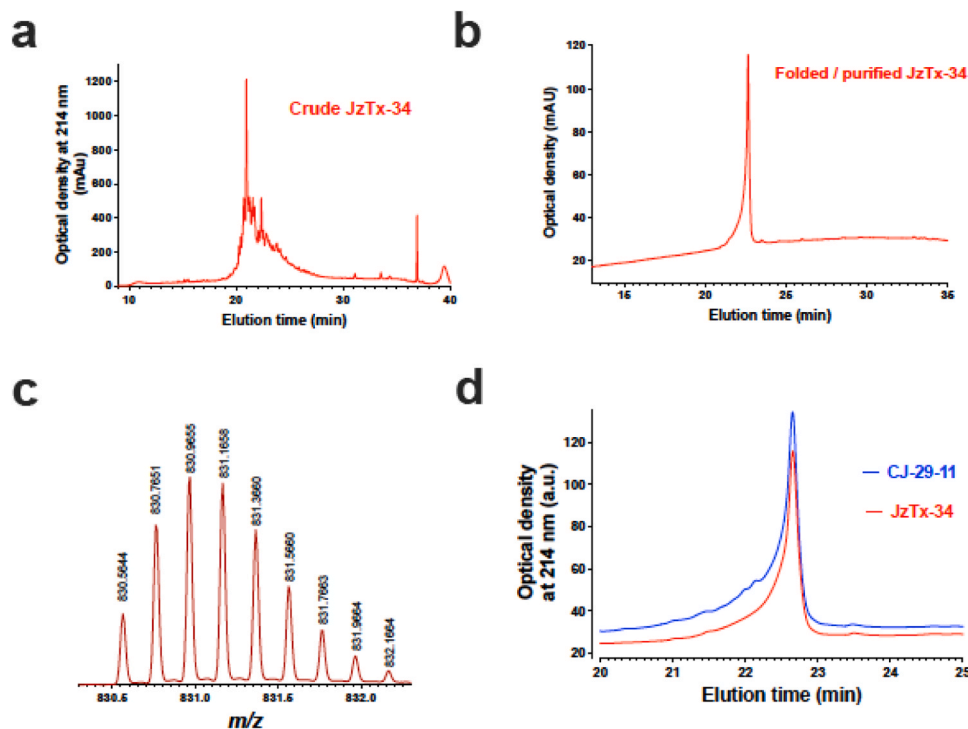 a
Optical density at 214 nm
(mAu)
1200
1000
800
600
400
200
0
Crude JzTx-34
10
20
30
40
Elution time (min)
b
Optical density (mAU)
120
100
80
60
40
20
Folded / purified JzTx-34
16
20
25
30
36
Elution time (min)
c
830.5644
830.7651
830.9655
831.1658
831.3660
831.5660
831.7663
831.9664
832.1664
830.5
831.0
831.5
832.0
m/z
d
Optical density
at 214 nm (a.u.)
120
100
80
60
40
20
CJ-29-11
JzTx-34
20
21
22
23
24
25
Elution time (min)